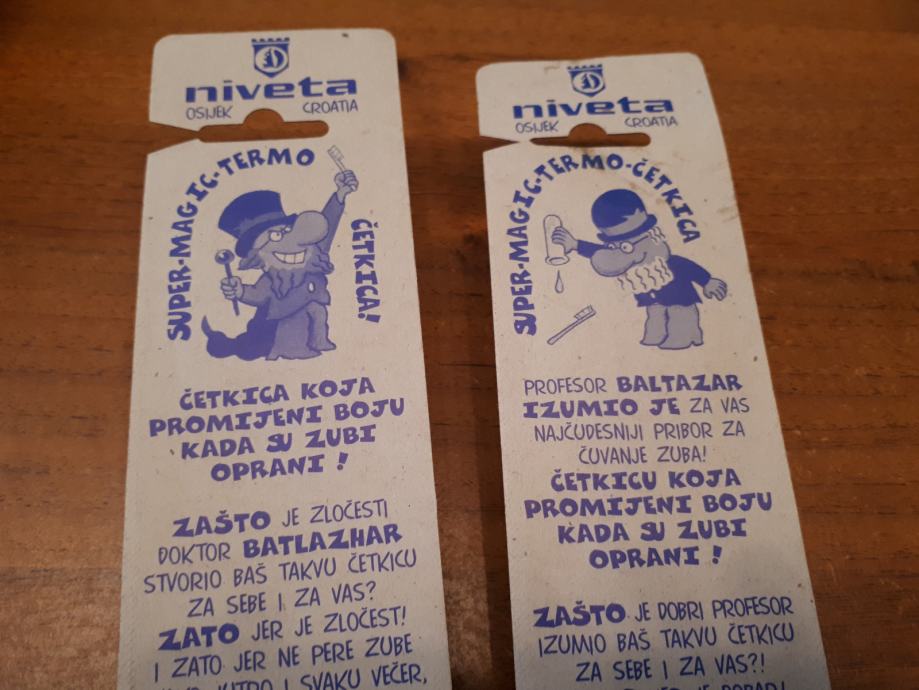 niveta
OSIJEK CROATIA
SUPER-MAGIC-TERMO
ČETKICA!
ČETKICA KOJA
PROMIJENI BOJU
KADA SU ZUBI
OPRANI !
ZAŠTO JE ZLOČESTI
DOKTOR BATLAZHAR
STVORIO BAŠ TAKVU ČETKICU
ZA SEBE I ZA VAS?
ZATO JER JE ZLOČEST!
I ZATO JER NE PERE ZUBE
JUTRO I SVAKU VEČER,
niveta
OSIJEK CROATIA
SUPER-MAGIC-TERMO-ČETKICA
PROFESOR BALTAZAR
IZUMIO JE ZA VAS
NAJČUDESNIJI PRIBOR ZA
ČUVANJE ZUBA!
ČETKICU KOJA
PROMIJENI BOJU
KADA SU ZUBI
OPRANI !
ZAŠTO JE DOBRI PROFESOR
IZUMIO BAŠ TAKVU ČETKICU
ZA SEBE I ZA VAS?!